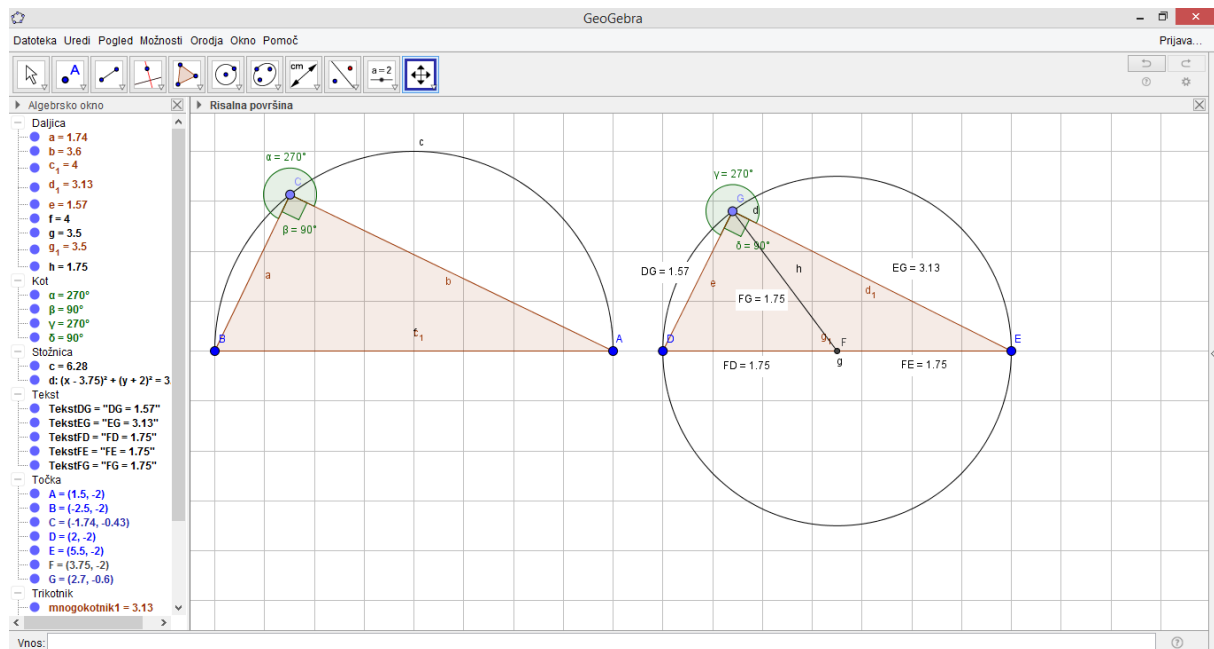 GeoGebra
Datoteka Uredi Pogled Možnosti Orodja Okno Pomoč
Prijava...
A
cm
a=2
Algebrsko okno
Daljica
a = 1.74
b = 3.6
c₁ = 4
d₁ = 3.13
e = 1.57
f = 4
g = 3.5
g₁ = 3.5
h = 1.75
Kot
α = 270°
β = 90°
γ = 270°
δ = 90°
Stožnica
c = 6.28
d: (x - 3.75)² + (y + 2)² = 3
Tekst
TekstDG = "DG = 1.57"
TekstEG = "EG = 3.13"
TekstFD = "FD = 1.75"
TekstFE = "FE = 1.75"
TekstFG = "FG = 1.75"
Točka
A = (1.5, -2)
B = (-2.5, -2)
C = (-1.74, -0.43)
D = (2, -2)
E = (5.5, -2)
F = (3.75, -2)
G = (2.7, -0.6)
Trikotnik
mnogokotnik1 = 3.13
Risalna površina
c
α = 270°
C
β = 90°
a
b
B
A
γ = 270°
G
d
δ = 90°
DG = 1.57
e
h
EG = 3.13
FG = 1.75
d₁
D
g₁
F
E
FD = 1.75
g
FE = 1.75
Vnos: